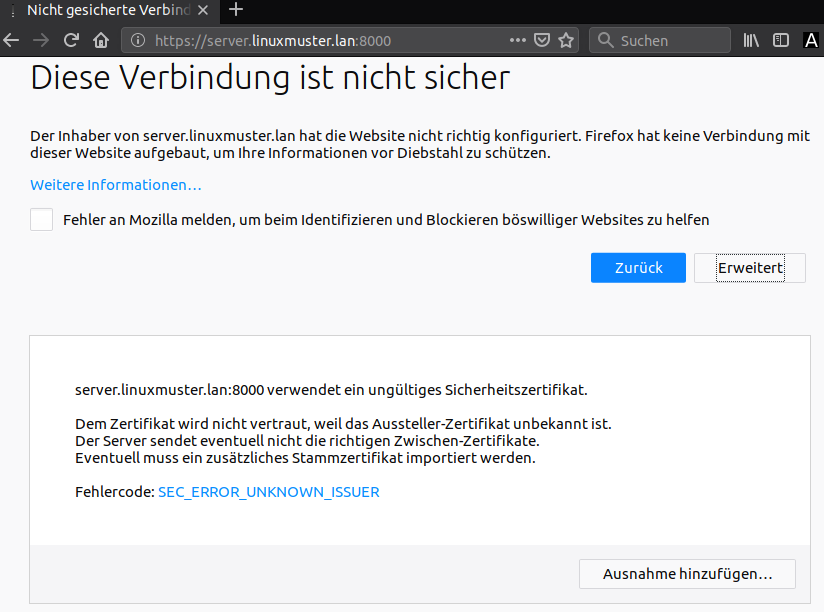 Nicht gesicherte Verbind
https://server.linuxmuster.lan:8000
Suchen
A
Diese Verbindung ist nicht sicher
Der Inhaber von server.linuxmuster.lan hat die Website nicht richtig konfiguriert. Firefox hat keine Verbindung mit
dieser Website aufgebaut, um Ihre Informationen vor Diebstahl zu schützen.
Weitere Informationen…
Fehler an Mozilla melden, um beim Identifizieren und Blockieren böswilliger Websites zu helfen
Zurück
Erweitert
server.linuxmuster.lan:8000 verwendet ein ungültiges Sicherheitszertifikat.
Dem Zertifikat wird nicht vertraut, weil das Aussteller-Zertifikat unbekannt ist.
Der Server sendet eventuell nicht die richtigen Zwischen-Zertifikate.
Eventuell muss ein zusätzliches Stammzertifikat importiert werden.
Fehlercode: SEC_ERROR_UNKNOWN_ISSUER
Ausnahme hinzufügen…